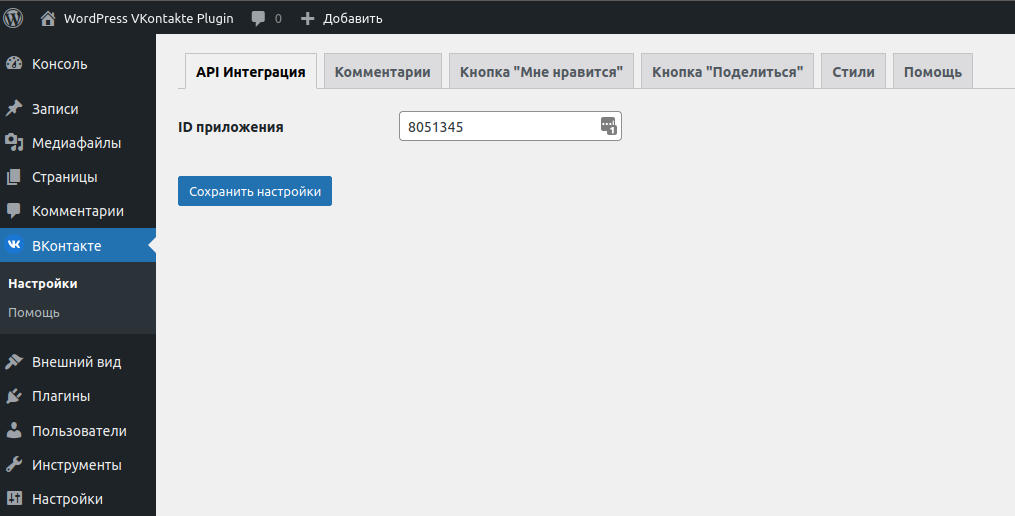 WordPress VKontakte Plugin 0 Добавить
Консоль
Записи
Медиафайлы
Страницы
Комментарии
ВКонтакте
Настройки
Помощь
Внешний вид
Плагины
Пользователи
Инструменты
Настройки
API Интеграция Комментарии Кнопка "Мне нравится" Кнопка "Поделиться" Стили Помощь
ID приложения 8051345 1
Сохранить настройки